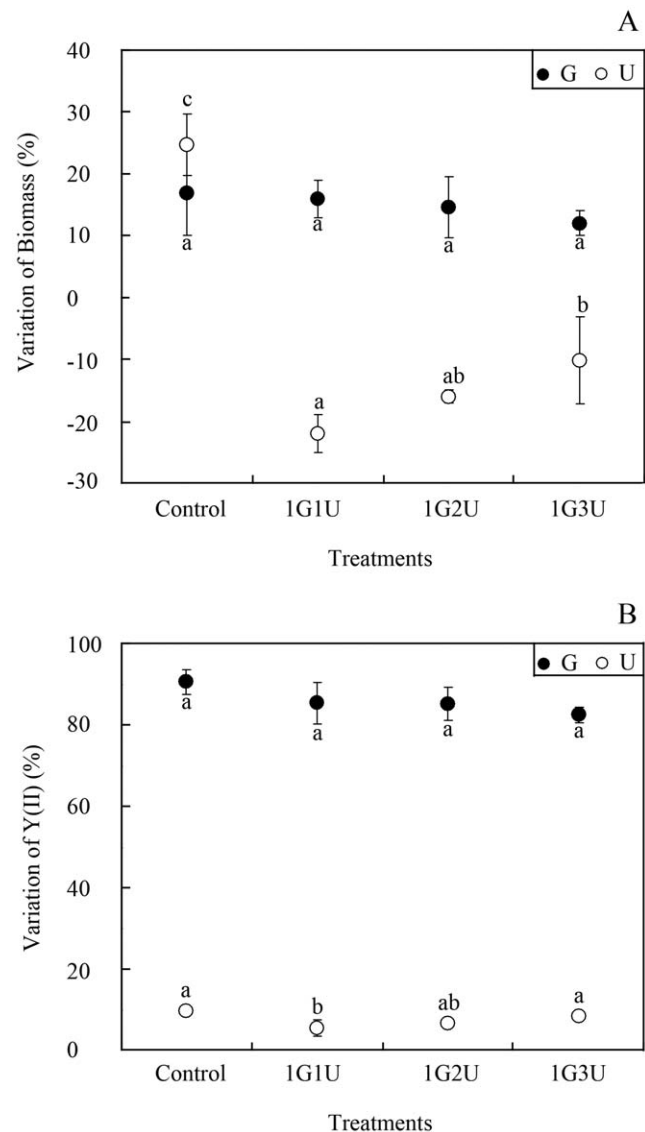 A
40
G U
30
20
10
0
-10
-20
-30
Variation of Biomass (%)
c
a
a
a
a
a
ab
b
Control 1G1U 1G2U 1G3U
Treatments
B
100
G U
80
60
40
20
0
Variation of Y(II) (%)
a
a
a
a
a
b
ab
a
Control 1G1U 1G2U 1G3U
Treatments